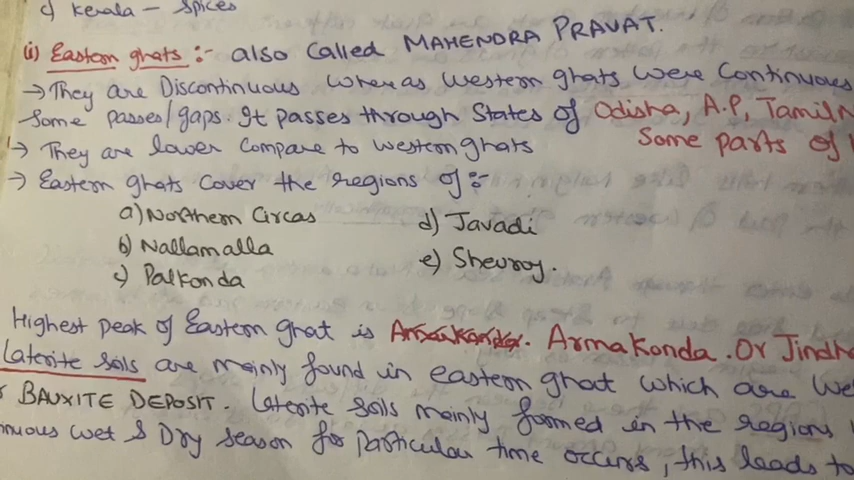 c) Kerala - Spices
(ii) Eastern ghats :- also called MAHENDRA PRAVAT.
→ They are Discontinuous whereas western ghats were continuous
Some passes/gaps. It passes through States of Odisha, A.P, Tamil
Some parts of
→ They are lower compare to western ghats
→ Eastern ghats cover the regions of :-
a) Northern Circas
b) Nallamalla
c) Palkonda
d) Javadi
e) Shevroy.
Highest peak of Eastern ghat is Armakonda. Or Jindh
Laterite Soils are mainly found in eastern ghat which are
BAUXITE DEPOSIT. Laterite Soils mainly formed in the regions
wet & Dry season for particular time occurs, this leads to